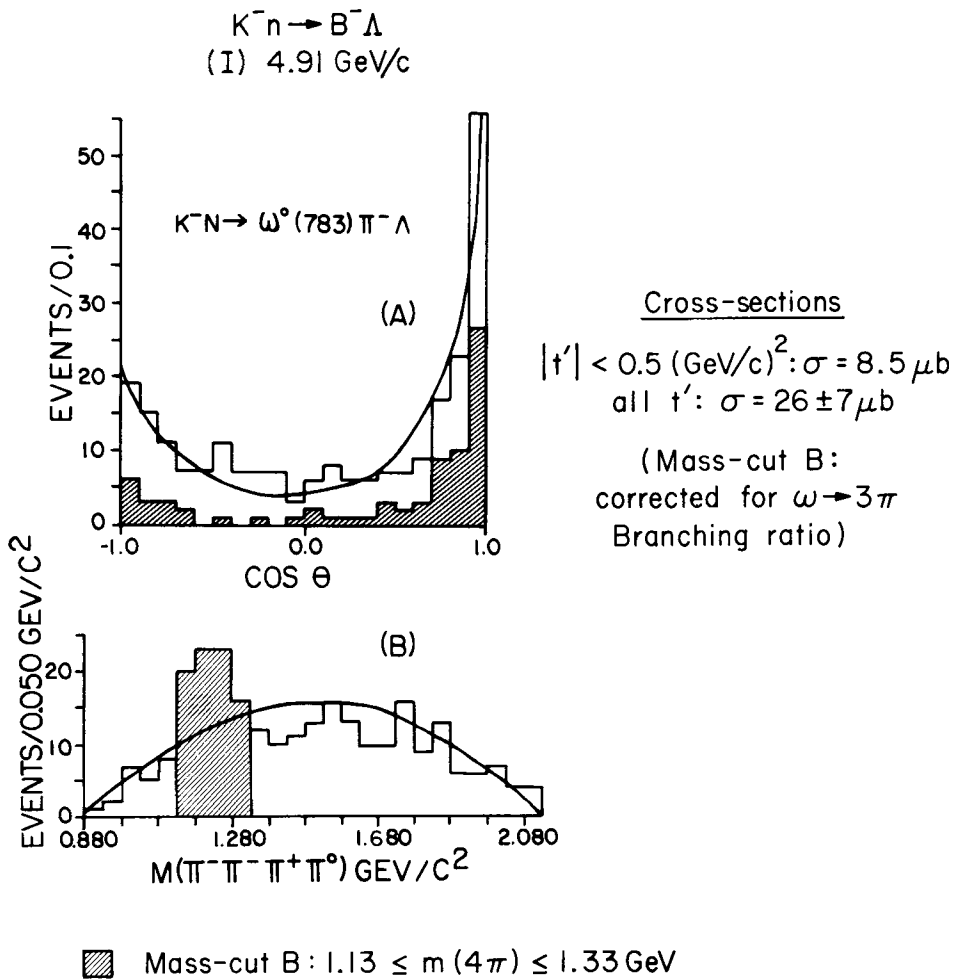 K⁻n → B⁻Λ
(I) 4.91 GeV/c
EVENTS/0.1
50
40
30
20
10
0
K⁻N → ω⁰(783)π⁻Λ
(A)
-1.0 0.0 1.0
COS θ
Cross-sections
|t′| < 0.5 (GeV/c)²: σ = 8.5 μb
all t′: σ = 26 ± 7 μb
(Mass-cut B:
corrected for ω → 3π
Branching ratio)
EVENTS/0.050 GEV/C²
20
10
0
(B)
0.880 1.280 1.680 2.080
M(π⁻π⁻π⁺π⁰) GEV/C²
Mass-cut B: 1.13 ≤ m(4π) ≤ 1.33 GeV